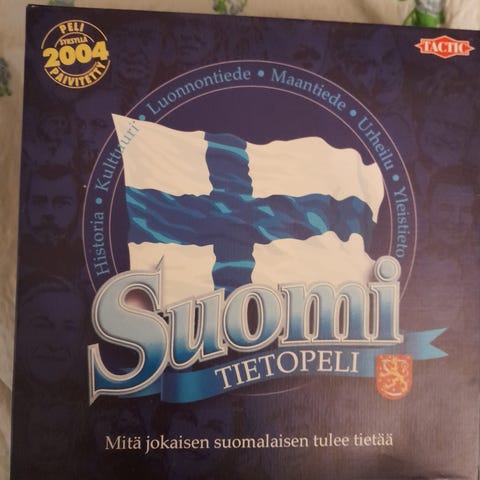 PELI
SYKSYLLÄ
2004
PÄIVITETTY
TACTIC
Historia • Kulttuuri • Luonnontiede • Maantiede • Urheilu • Yleistieto
Suomi
TIETOPELI
Mitä jokaisen suomalaisen tulee tietää